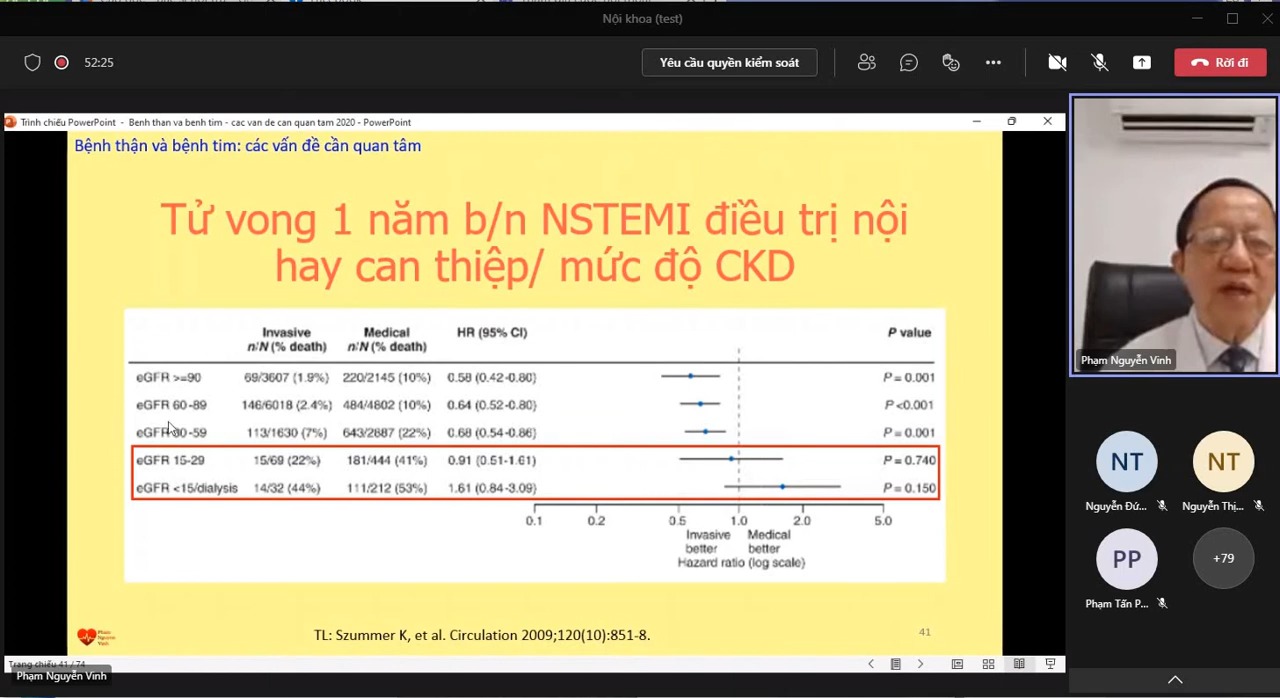 Nội khoa (test)
52:25
Yêu cầu quyền kiểm soát
Rời đi
Trình chiếu PowerPoint - Benh than va benh tim - cac van de can quan tam 2020 - PowerPoint
Bệnh thận và bệnh tim: các vấn đề cần quan tâm
Tử vong 1 năm b/n NSTEMI điều trị nội
hay can thiệp/ mức độ CKD
Invasive Medical HR (95% CI) P value
n/N (% death) n/N (% death)
eGFR >=90 69/3607 (1.9%) 220/2145 (10%) 0.58 (0.42-0.80) P = 0.001
eGFR 60-89 146/6018 (2.4%) 484/4802 (10%) 0.64 (0.52-0.80) P <0.001
113/1630 (7%) 643/2887 (22%) 0.68 (0.54-0.86) P = 0.001
eGFR 15-29 15/69 (22%) 181/444 (41%) 0.91 (0.51-1.61) P = 0.740
eGFR <15/dialysis 14/32 (44%) 111/212 (53%) 1.61 (0.84-3.09) P = 0.150
0.1 0.2 0.5 1.0 2.0 5.0
Invasive Medical
better better
Hazard ratio (log scale)
TL: Szummer K, et al. Circulation 2009;120(10):851-8.
41
Phạm Nguyễn Vinh
Trang chiếu 41 / 74
Phạm Nguyễn Vinh
Phạm Nguyễn Vinh
NT
NT
Nguyễn Đứ...
Nguyễn Thị...
PP
+79
Phạm Tấn P...